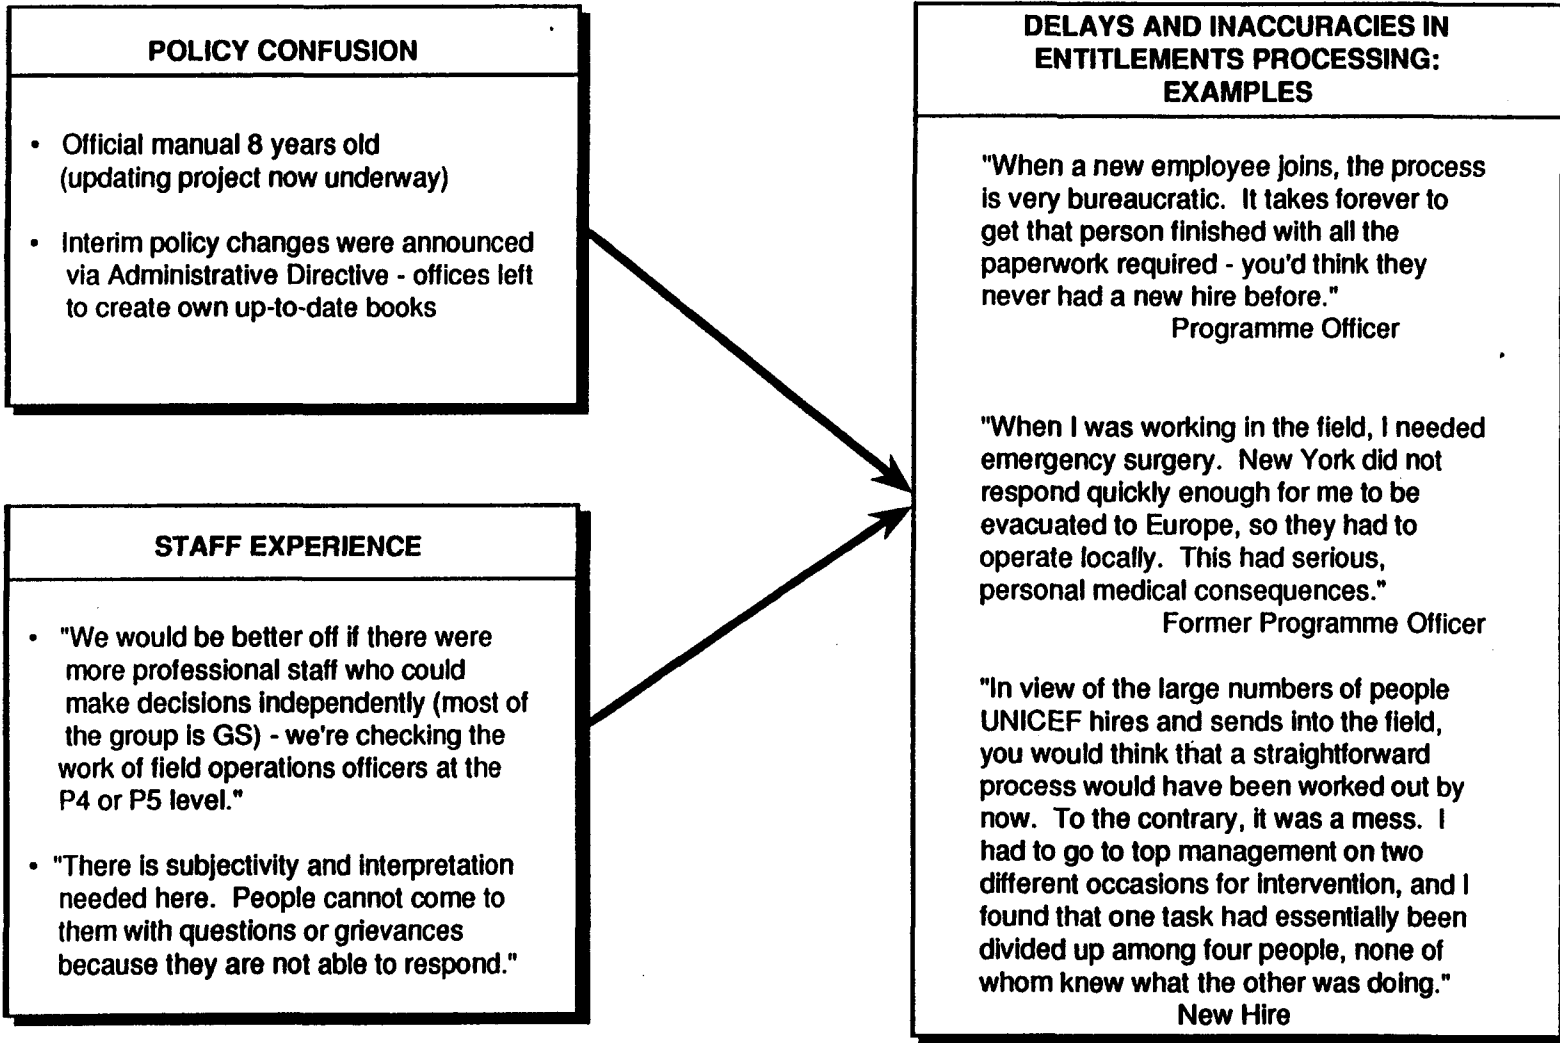 POLICY CONFUSION
• Official manual 8 years old
(updating project now underway)
• Interim policy changes were announced
via Administrative Directive - offices left
to create own up-to-date books
STAFF EXPERIENCE
• "We would be better off if there were
more professional staff who could
make decisions independently (most of
the group is GS) - we're checking the
work of field operations officers at the
P4 or P5 level."
• "There is subjectivity and interpretation
needed here. People cannot come to
them with questions or grievances
because they are not able to respond."
DELAYS AND INACCURACIES IN
ENTITLEMENTS PROCESSING:
EXAMPLES
"When a new employee joins, the process
is very bureaucratic. It takes forever to
get that person finished with all the
paperwork required - you'd think they
never had a new hire before."
Programme Officer
"When I was working in the field, I needed
emergency surgery. New York did not
respond quickly enough for me to be
evacuated to Europe, so they had to
operate locally. This had serious,
personal medical consequences."
Former Programme Officer
"In view of the large numbers of people
UNICEF hires and sends into the field,
you would think that a straightforward
process would have been worked out by
now. To the contrary, it was a mess. I
had to go to top management on two
different occasions for intervention, and I
found that one task had essentially been
divided up among four people, none of
whom knew what the other was doing."
New Hire